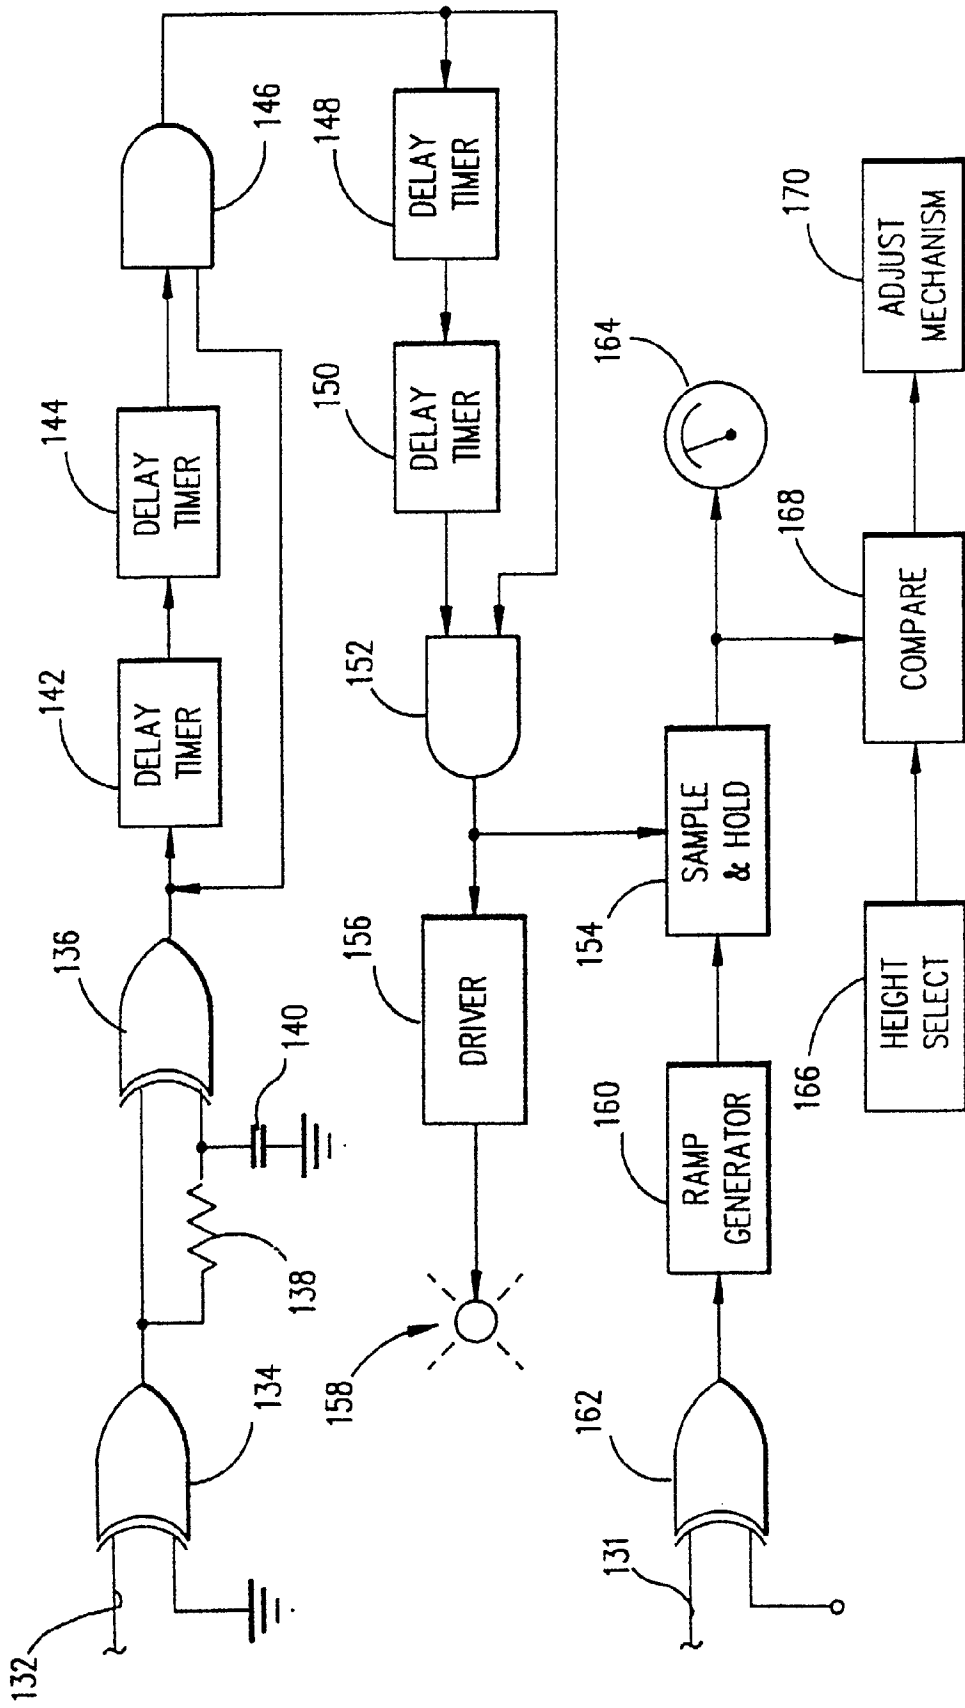 132
134
136
138
140
142
DELAY
TIMER
144
DELAY
TIMER
146
148
DELAY
TIMER
150
DELAY
TIMER
152
156
DRIVER
158
154
SAMPLE
& HOLD
160
RAMP
GENERATOR
162
131
164
166
HEIGHT
SELECT
168
COMPARE
170
ADJUST
MECHANISM